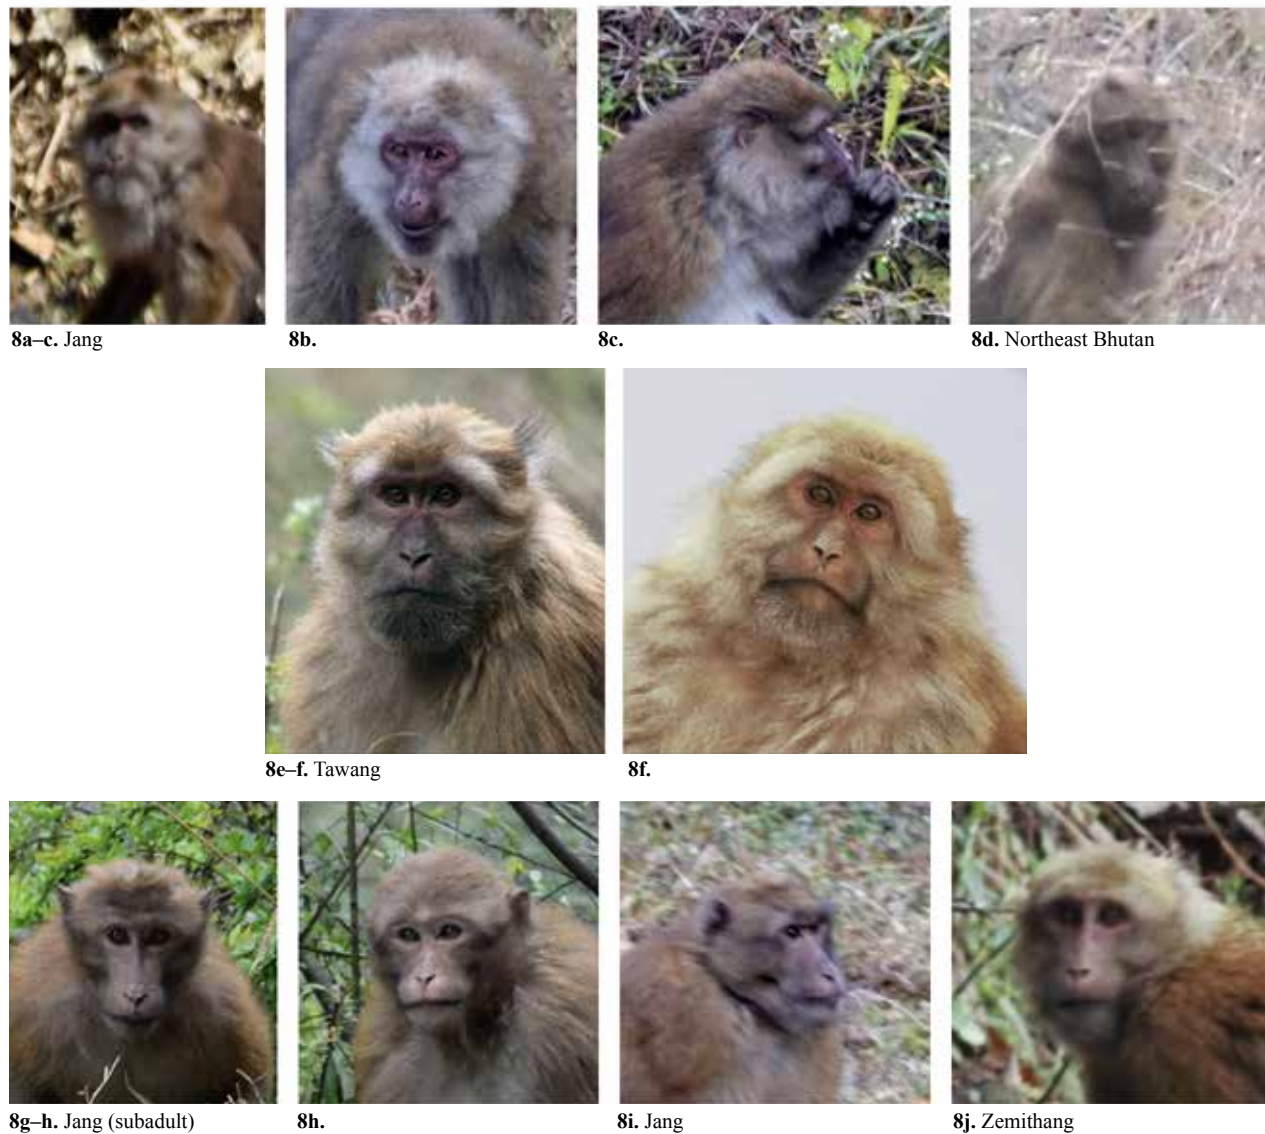 8a–c. Jang
8b.
8c.
8d. Northeast Bhutan
8e–f. Tawang
8f.
8g–h. Jang (subadult)
8h.
8i. Jang
8j. Zemithang